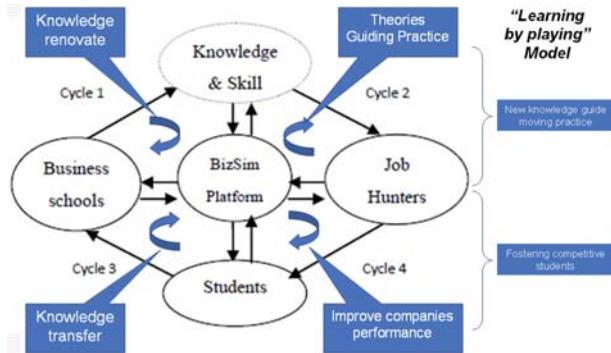 Knowledge
renovate
Theories
Guiding Practice
“Learning
by playing”
Model
Knowledge
& Skill
Cycle 1
Cycle 2
New knowledge guide
moving practice
Business
schools
BizSim
Platform
Job
Hunters
Cycle 3
Students
Cycle 4
Fostering competitive
students
Knowledge
transfer
Improve companies
performance